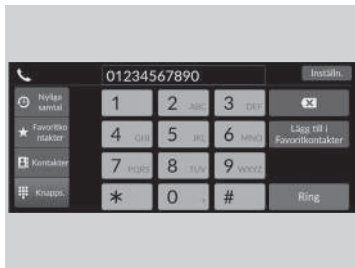 01234567890
Inställn.
Nyliga
samtal
1
2 ABC
3 DEF
Favoritko
ntakter
4 GHI
5 JKL
6 MNO
Lägg till i
Favoritkontakter
Kontakter
7 PQRS
8 TUV
9 WXYZ
Knapps.
*
0 +
#
Ring